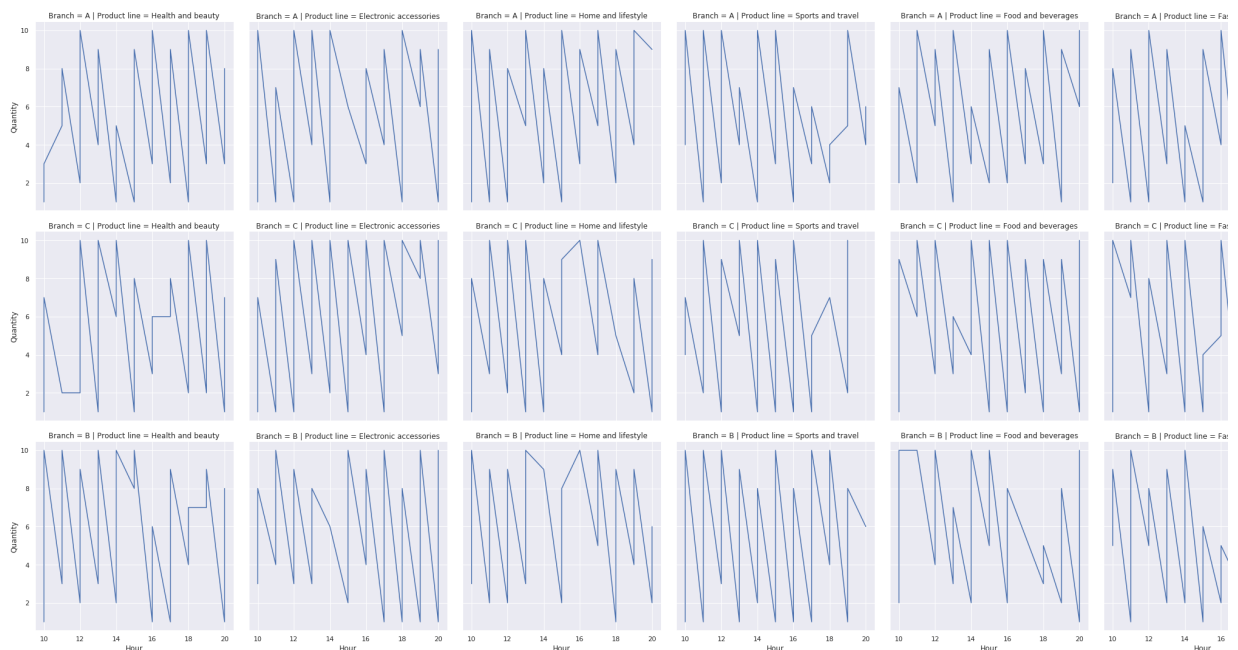 Branch = A | Product line = Health and beauty
Branch = A | Product line = Electronic accessories
Branch = A | Product line = Home and lifestyle
Branch = A | Product line = Sports and travel
Branch = A | Product line = Food and beverages
Branch = A | Product line = Fas
10
8
6
4
2
Quantity
Branch = C | Product line = Health and beauty
Branch = C | Product line = Electronic accessories
Branch = C | Product line = Home and lifestyle
Branch = C | Product line = Sports and travel
Branch = C | Product line = Food and beverages
Branch = C | Product line = Fas
10
8
6
4
2
Quantity
Branch = B | Product line = Health and beauty
Branch = B | Product line = Electronic accessories
Branch = B | Product line = Home and lifestyle
Branch = B | Product line = Sports and travel
Branch = B | Product line = Food and beverages
Branch = B | Product line = Fas
10
8
6
4
2
Quantity
10 12 14 16 18 20
10 12 14 16 18 20
10 12 14 16 18 20
10 12 14 16 18 20
10 12 14 16 18 20
10 12 14 16
Hour
Hour
Hour
Hour
Hour
Hour